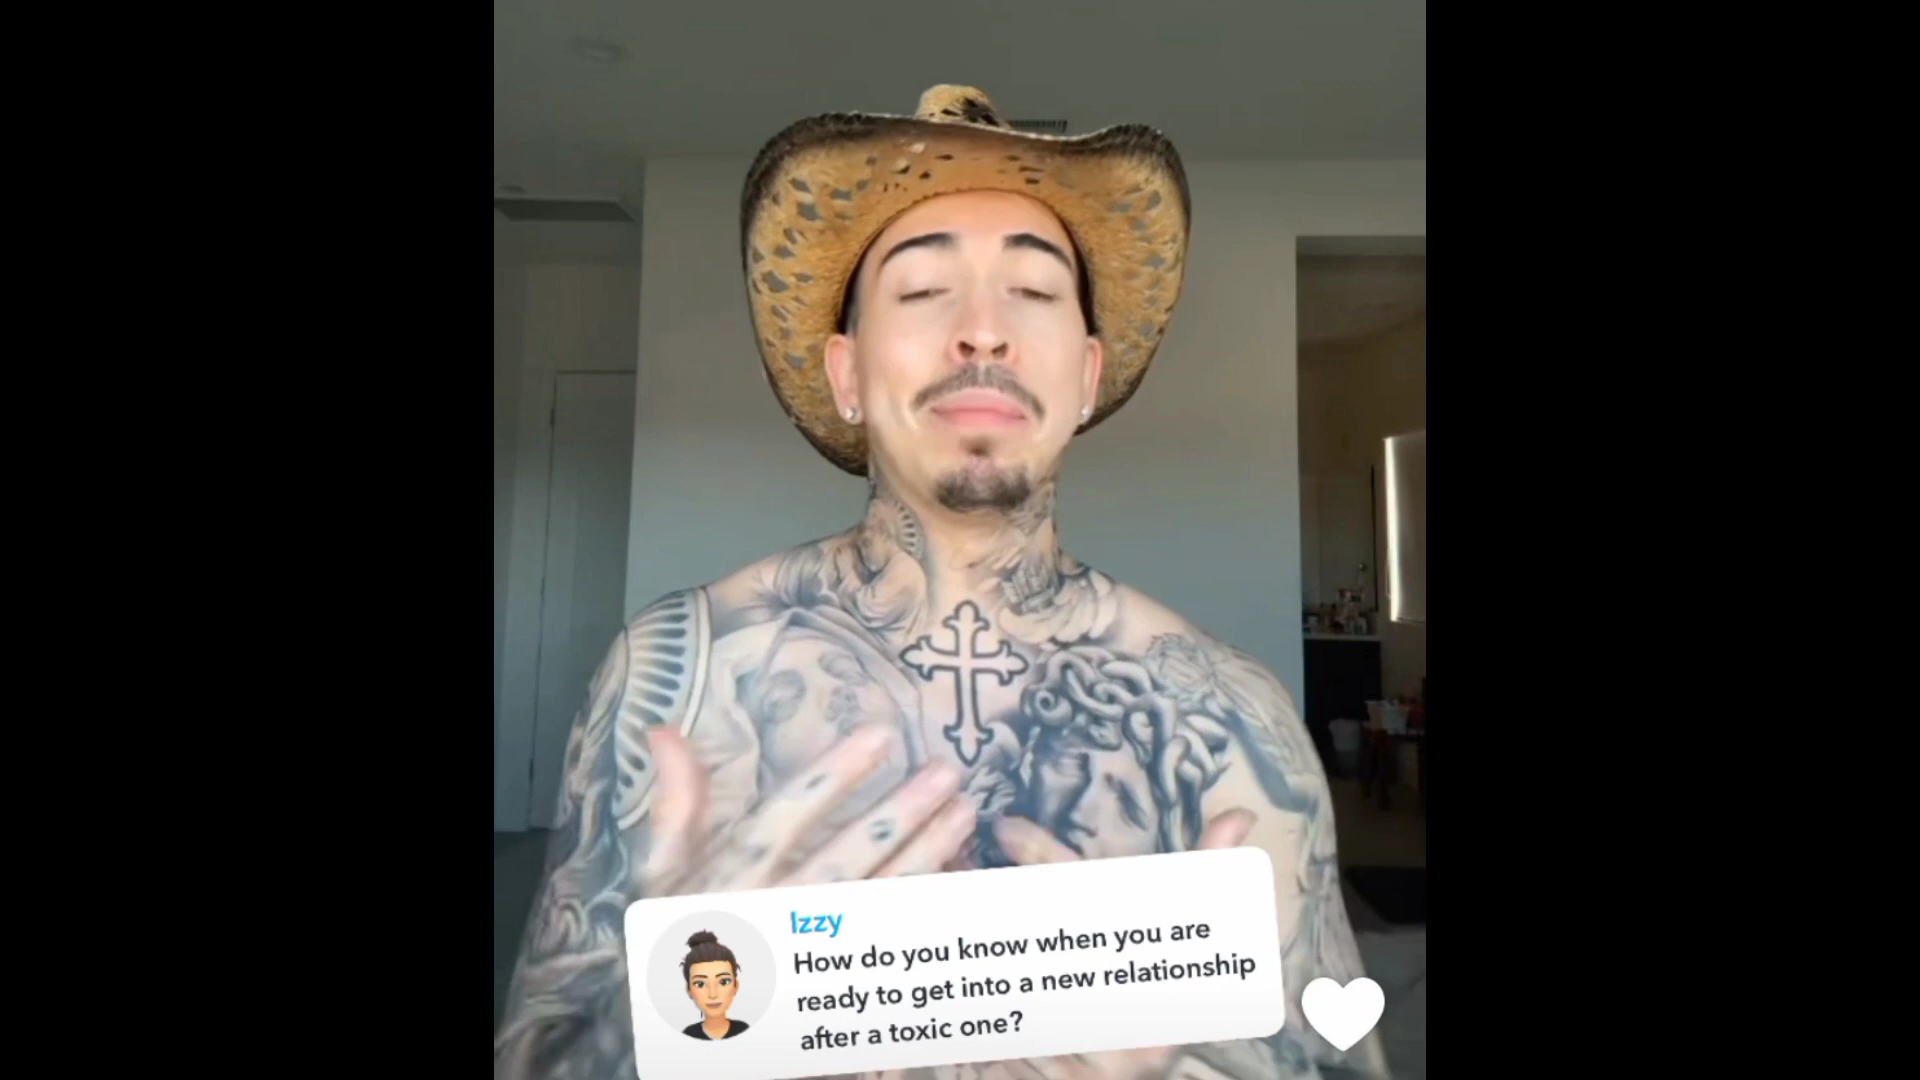 Izzy
How do you know when you are
ready to get into a new relationship
after a toxic one?